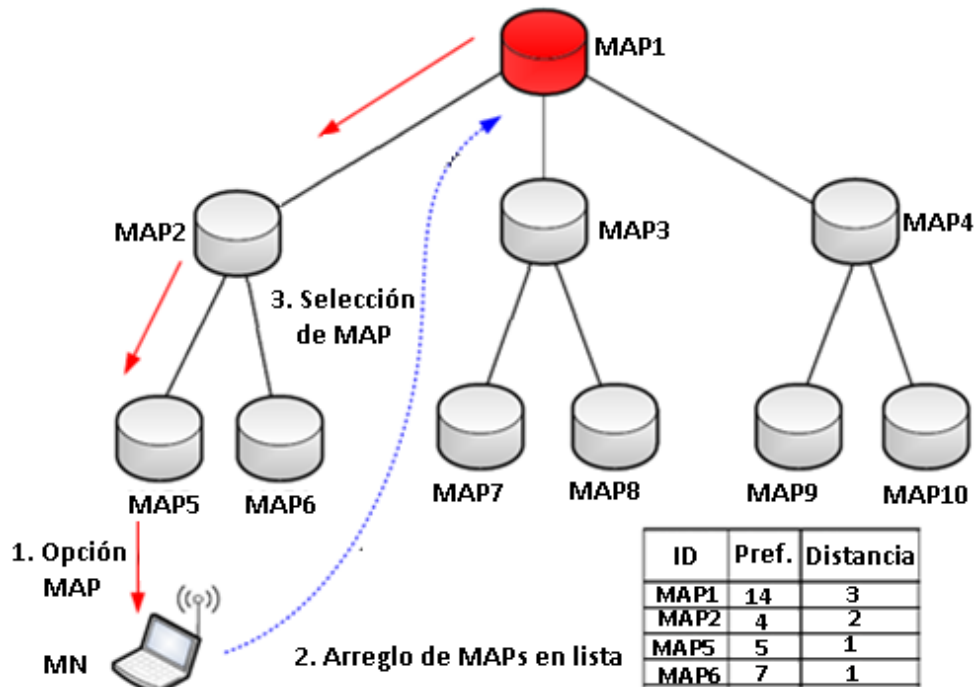 MAP1
MAP2
MAP3
MAP4
3. Selección
de MAP
MAP5
MAP6
MAP7
MAP8
MAP9
MAP10
1. Opción
MAP
MN
2. Arreglo de MAPs en lista
ID Pref. Distancia
MAP1 14 3
MAP2 4 2
MAP5 5 1
MAP6 7 1